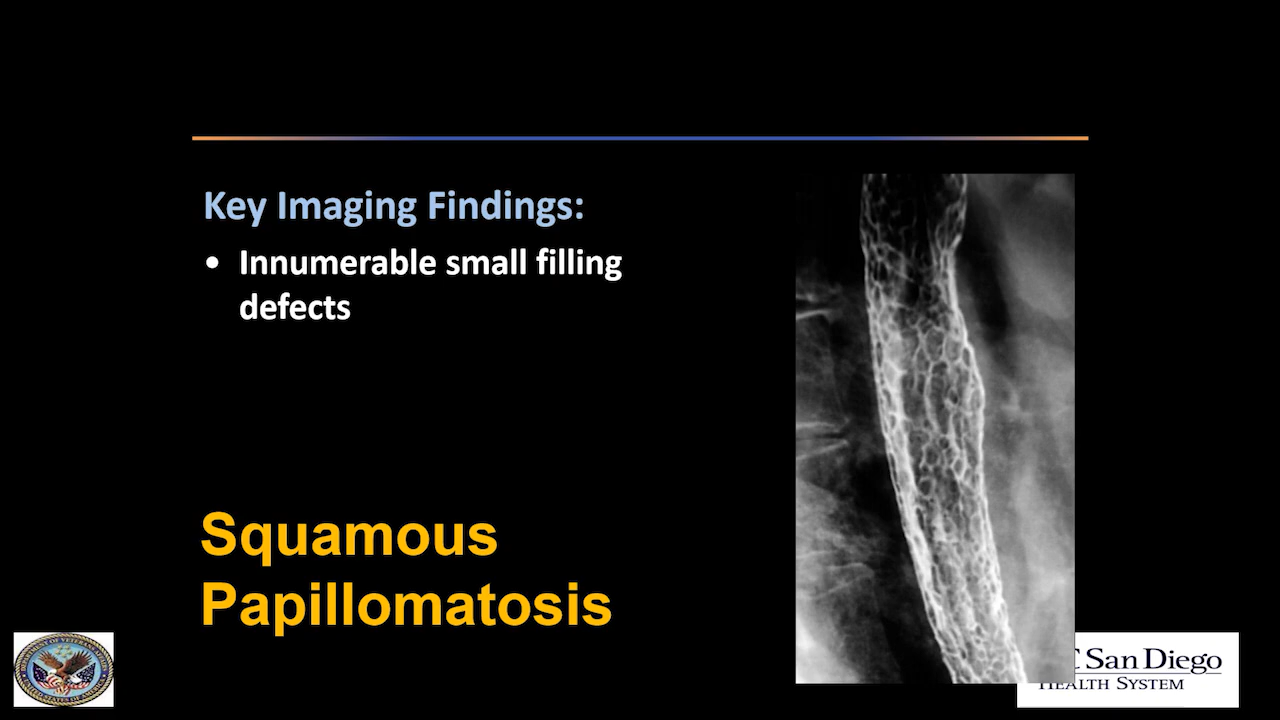 Key Imaging Findings:
• Innumerable small filling
defects
Squamous
Papillomatosis
San Diego
HEALTH SYSTEM